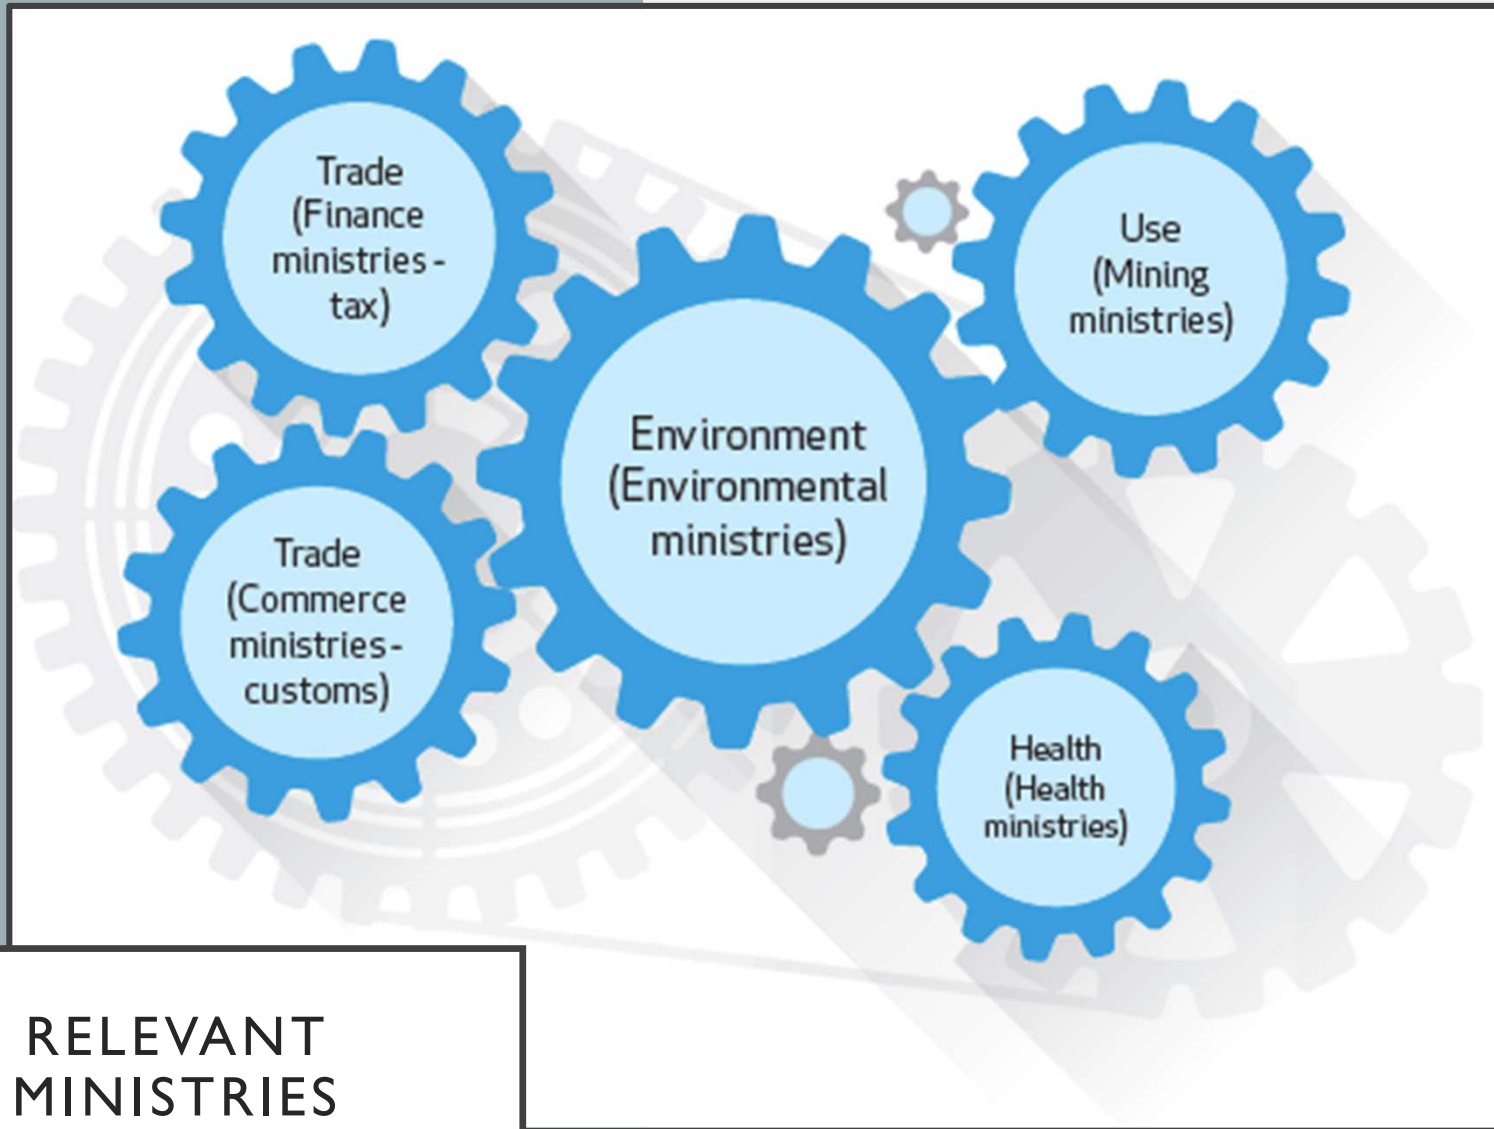 Trade
(Finance
ministries -
tax)
Use
(Mining
ministries)
Environment
(Environmental
ministries)
Trade
(Commerce
ministries-
customs)
Health
(Health
ministries)
RELEVANT
MINISTRIES